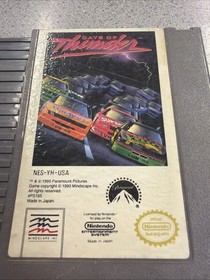 DAYS OF
Thunder
NES-YH-USA
™ & © 1990 Paramount Pictures.
Game copyright © 1990 Mindscape Inc.
All rights reserved.
Made in Japan
MINDSCAPE INC.
Licensed by Nintendo
for play on the
Nintendo
ENTERTAINMENT
SYSTEM
Made in Japan
Paramount
Nintendo